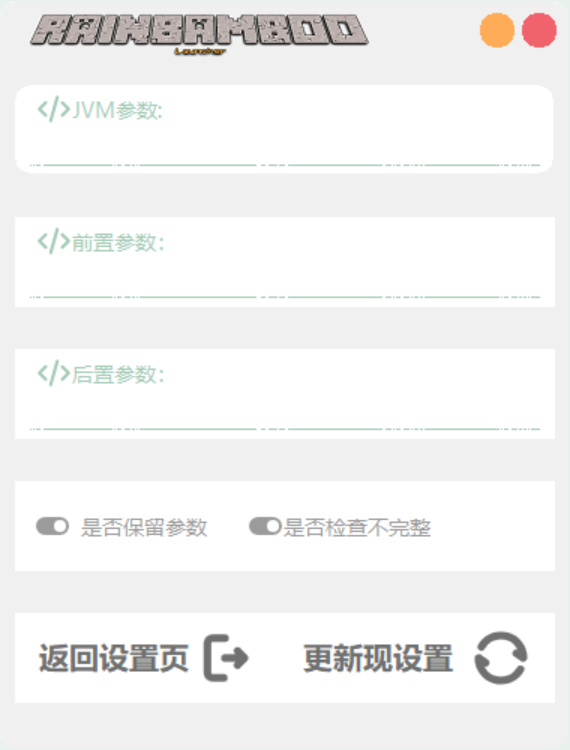 RAINBAMBOO
Launcher
</>JVM参数:
</>前置参数:
</>后置参数:
是否保留参数 是否检查不完整
返回设置页 更新现设置